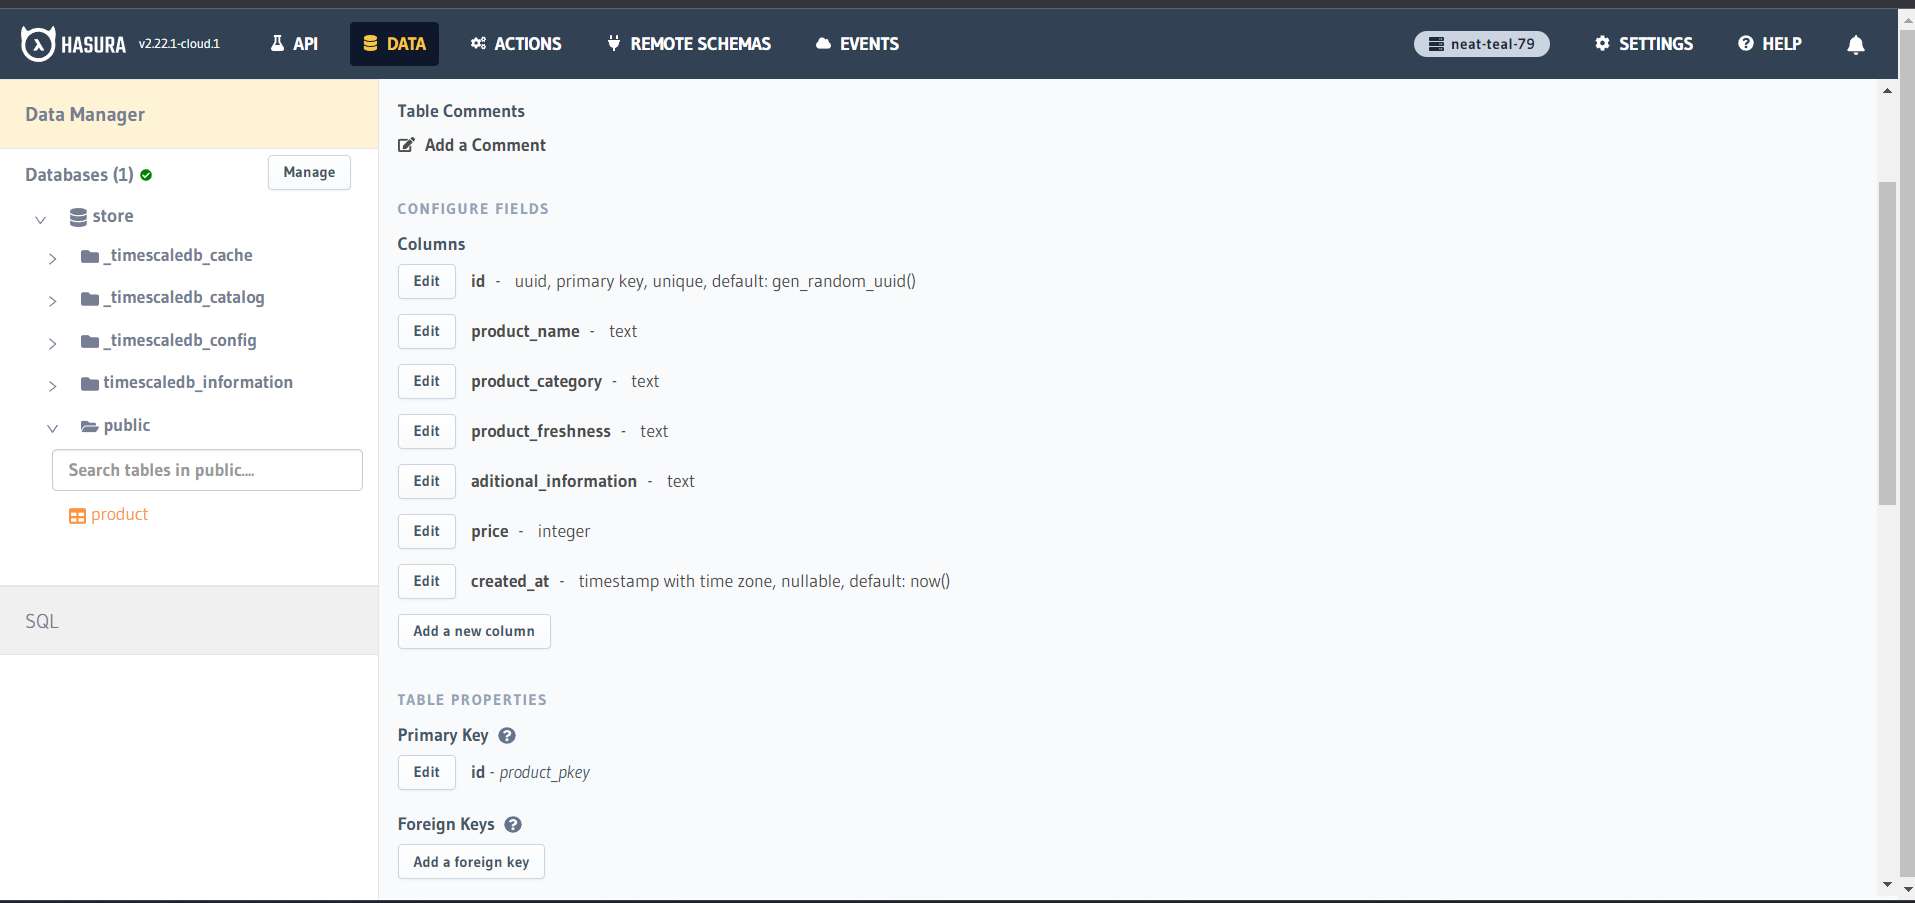 HASURA v2.22.1-cloud.1 API DATA ACTIONS REMOTE SCHEMAS EVENTS neat-teal-79 SETTINGS HELP
Data Manager
Databases (1) Manage
store
_timescaledb_cache
_timescaledb_catalog
_timescaledb_config
timescaledb_information
public
Search tables in public....
product
SQL
Table Comments
Add a Comment
CONFIGURE FIELDS
Columns
Edit id - uuid, primary key, unique, default: gen_random_uuid()
Edit product_name - text
Edit product_category - text
Edit product_freshness - text
Edit aditional_information - text
Edit price - integer
Edit created_at - timestamp with time zone, nullable, default: now()
Add a new column
TABLE PROPERTIES
Primary Key ?
Edit id - product_pkey
Foreign Keys ?
Add a foreign key